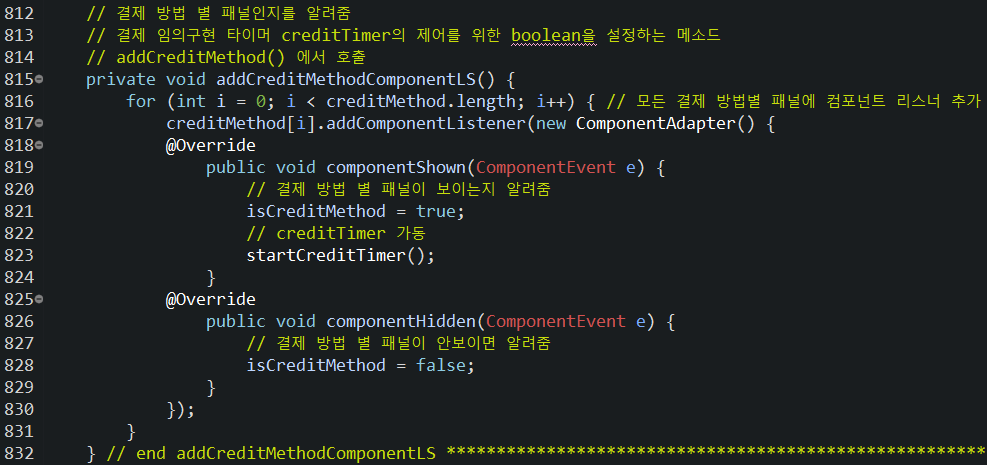 812 // 결제 방법 별 패널인지를 알려줌
813 // 결제 임의구현 타이머 creditTimer의 제어를 위한 boolean을 설정하는 메소드
814 // addCreditMethod() 에서 호출
815 private void addCreditMethodComponentLS() {
816 for (int i = 0; i < creditMethod.length; i++) { // 모든 결제 방법별 패널에 컴포넌트 리스너 추가
817 creditMethod[i].addComponentListener(new ComponentAdapter() {
818 @Override
819 public void componentShown(ComponentEvent e) {
820 // 결제 방법 별 패널이 보이는지 알려줌
821 isCreditMethod = true;
822 // creditTimer 가동
823 startCreditTimer();
824 }
825 @Override
826 public void componentHidden(ComponentEvent e) {
827 // 결제 방법 별 패널이 안보이면 알려줌
828 isCreditMethod = false;
829 }
830 });
831 }
832 } // end addCreditMethodComponentLS ******************************************************